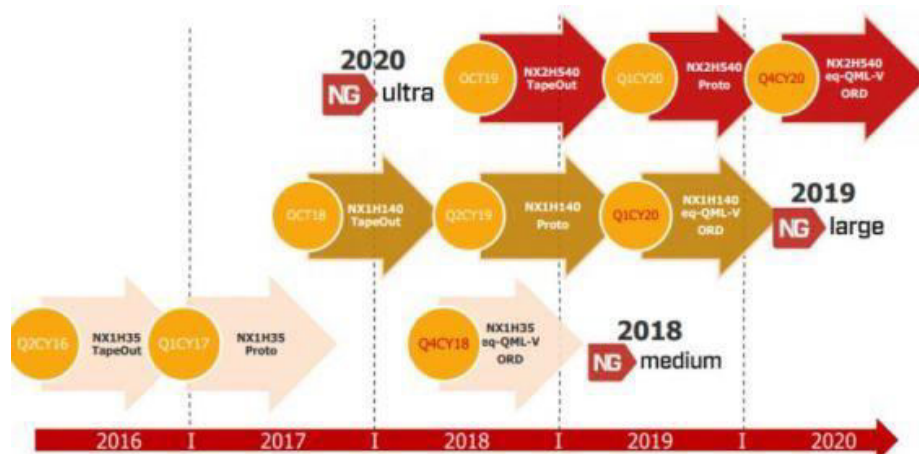 2020
NG ultra
OCT19
NX2H540
TapeOut
Q1CY20
NX2H540
Proto
Q4CY20
NX2H540
eq-QML-V
ORD
OCT18
NX1H140
TapeOut
Q2CY19
NX1H140
Proto
Q1CY20
NX1H140
eq-QML-V
ORD
2019
NG large
Q2CY16
NX1H35
TapeOut
Q1CY17
NX1H35
Proto
Q4CY18
NX1H35
eq-QML-V
ORD
2018
NG medium
2016 I 2017 I 2018 I 2019 I 2020